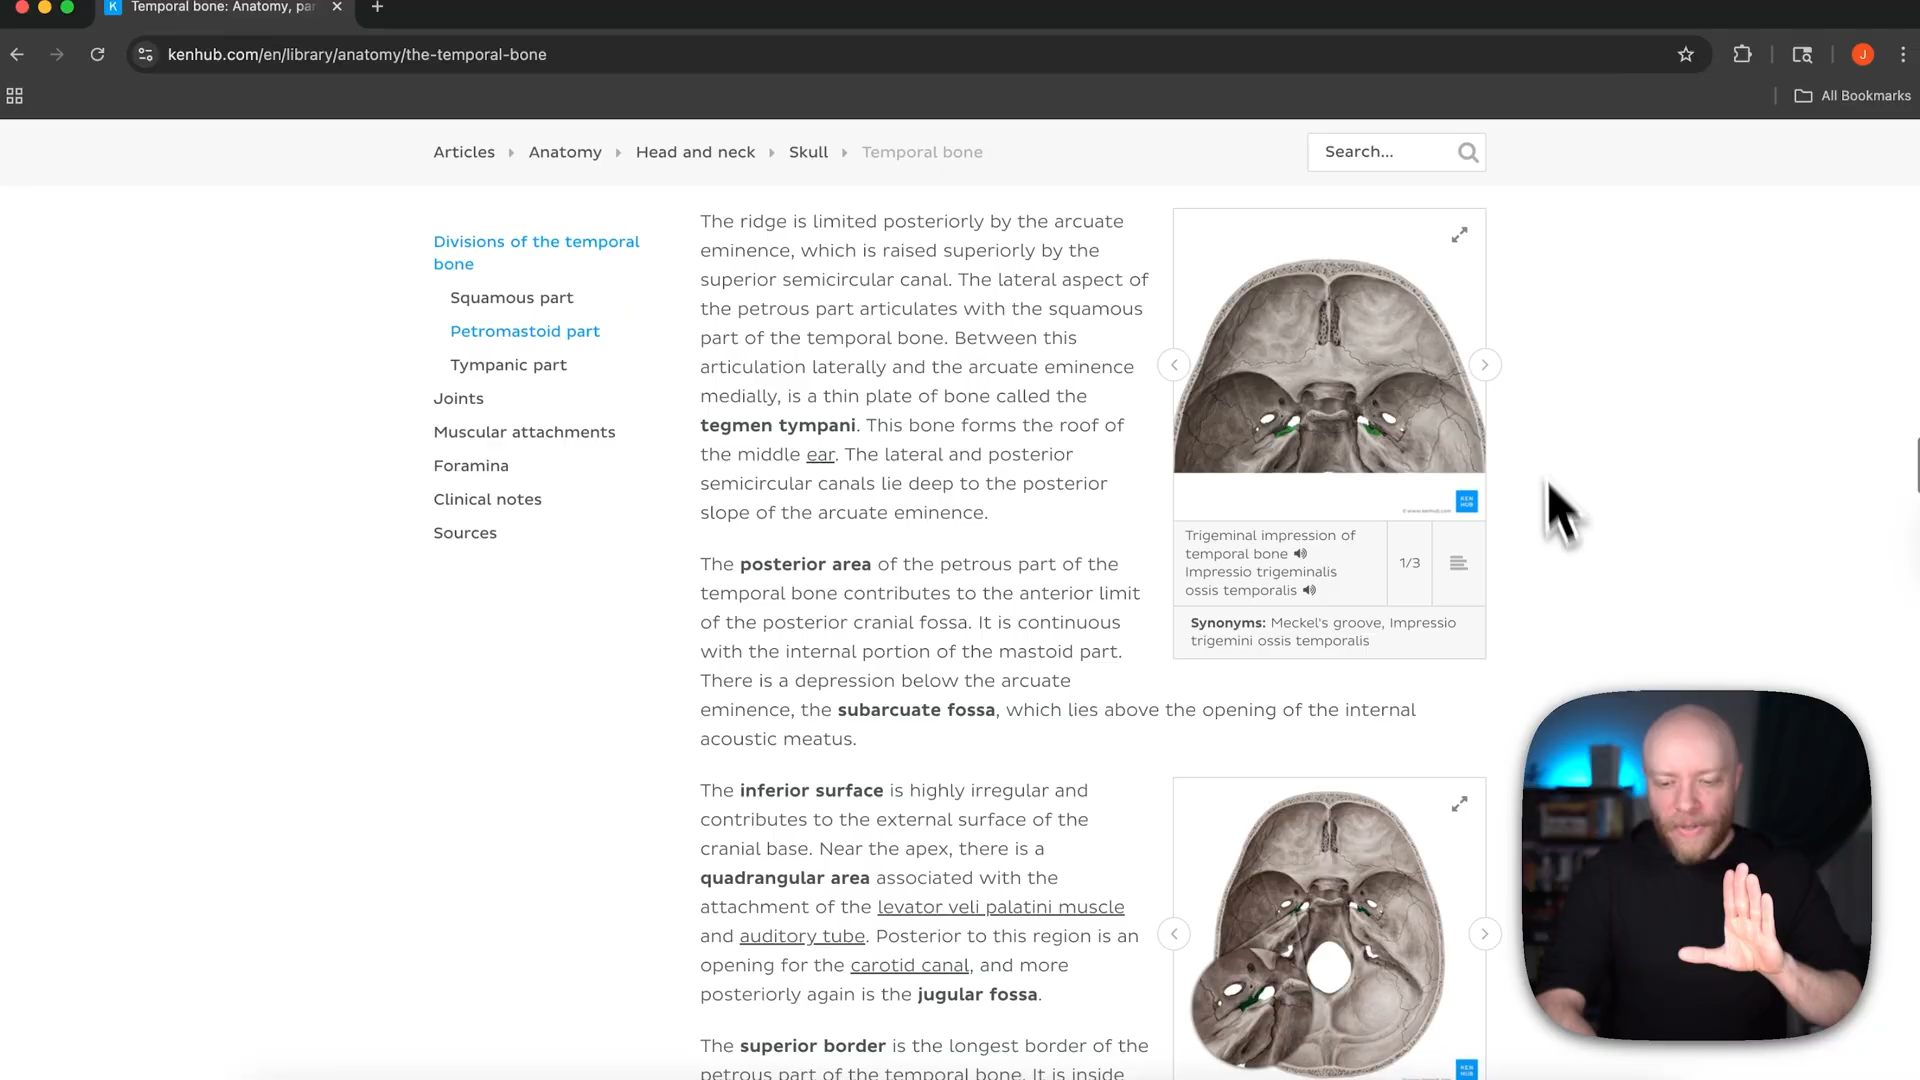 Temporal bone: Anatomy, par
kenhub.com/en/library/anatomy/the-temporal-bone
J
All Bookmarks
Articles Anatomy Head and neck Skull Temporal bone
Search...
Divisions of the temporal
bone
Squamous part
Petromastoid part
Tympanic part
Joints
Muscular attachments
Foramina
Clinical notes
Sources
The ridge is limited posteriorly by the arcuate
eminence, which is raised superiorly by the
superior semicircular canal. The lateral aspect of
the petrous part articulates with the squamous
part of the temporal bone. Between this
articulation laterally and the arcuate eminence
medially, is a thin plate of bone called the
tegmen tympani. This bone forms the roof of
the middle ear. The lateral and posterior
semicircular canals lie deep to the posterior
slope of the arcuate eminence.
The posterior area of the petrous part of the
temporal bone contributes to the anterior limit
of the posterior cranial fossa. It is continuous
with the internal portion of the mastoid part.
There is a depression below the arcuate
eminence, the subarcuate fossa, which lies above the opening of the internal
acoustic meatus.
KEN
HUB
© www.kenhub.com
Trigeminal impression of
temporal bone
Impressio trigeminalis
ossis temporalis
1/3
Synonyms: Meckel's groove, Impressio
trigemini ossis temporalis
The inferior surface is highly irregular and
contributes to the external surface of the
cranial base. Near the apex, there is a
quadrangular area associated with the
attachment of the levator veli palatini muscle
and auditory tube. Posterior to this region is an
opening for the carotid canal, and more
posteriorly again is the jugular fossa.
The superior border is the longest border of the
petrous part of the temporal bone. It is inside
KEN
HUB